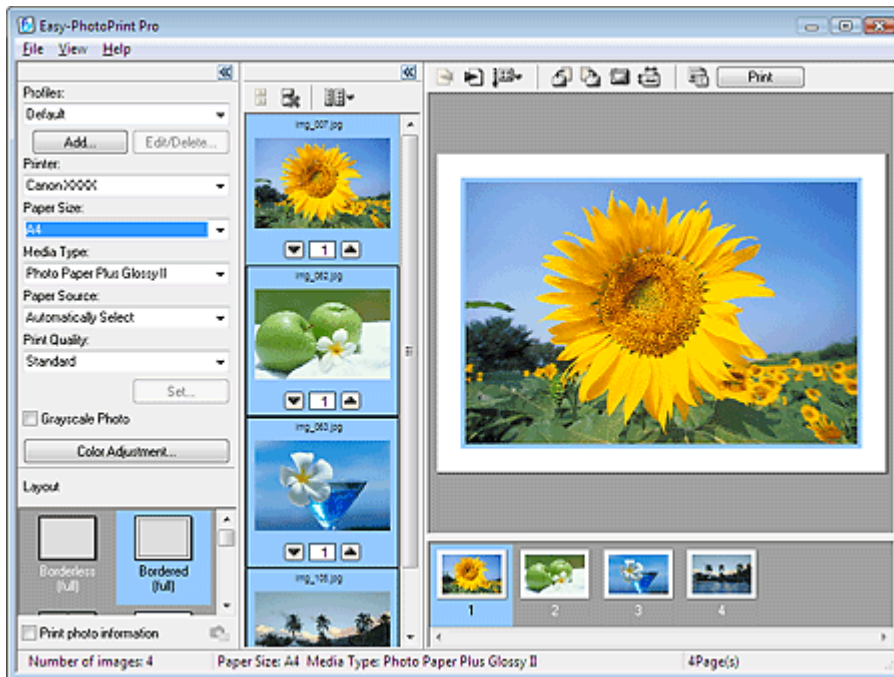 Easy-PhotoPrint Pro
File View Help
Profiles:
Default
Add... Edit/Delete...
Printer:
Canon XXXX
Paper Size:
A4
Media Type:
Photo Paper Plus Glossy II
Paper Source:
Automatically Select
Print Quality:
Standard
Set...
Grayscale Photo
Color Adjustment...
Layout
Borderless (full)
Bordered (full)
Print photo information
img_007.jpg
1
img_062.jpg
1
img_063.jpg
1
img_108.jpg
Print
1 2 3 4
Number of images: 4 Paper Size: A4 Media Type: Photo Paper Plus Glossy II 4Page(s)